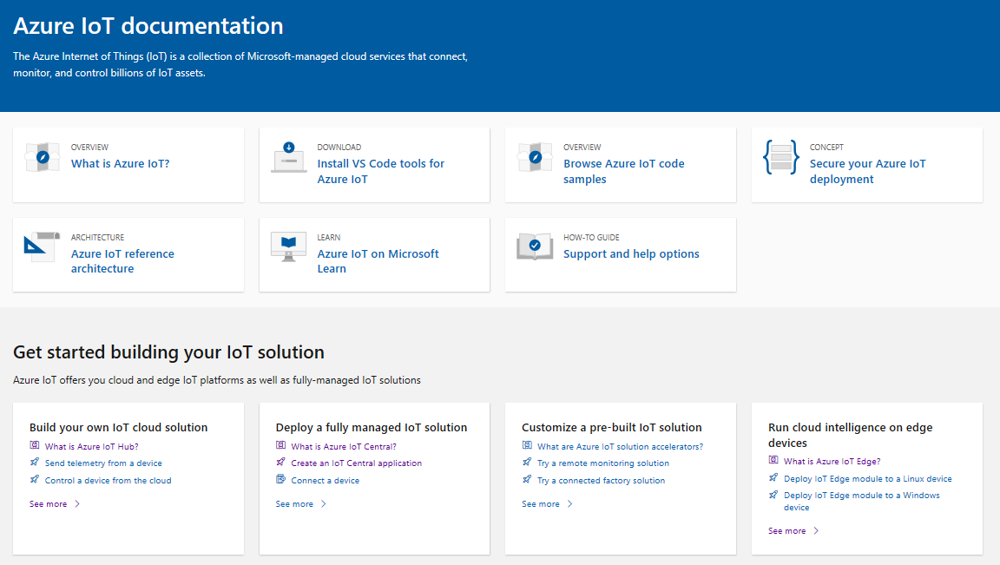 Azure IoT documentation
The Azure Internet of Things (IoT) is a collection of Microsoft-managed cloud services that connect,
monitor, and control billions of IoT assets.
OVERVIEW
What is Azure IoT?
DOWNLOAD
Install VS Code tools for
Azure IoT
OVERVIEW
Browse Azure IoT code
samples
CONCEPT
Secure your Azure IoT
deployment
ARCHITECTURE
Azure IoT reference
architecture
LEARN
Azure IoT on Microsoft
Learn
HOW-TO GUIDE
Support and help options
Get started building your IoT solution
Azure IoT offers you cloud and edge IoT platforms as well as fully-managed IoT solutions
Build your own IoT cloud solution
What is Azure IoT Hub?
Send telemetry from a device
Control a device from the cloud
See more
Deploy a fully managed IoT solution
What is Azure IoT Central?
Create an IoT Central application
Connect a device
See more
Customize a pre-built IoT solution
What are Azure IoT solution accelerators?
Try a remote monitoring solution
Try a connected factory solution
See more
Run cloud intelligence on edge
devices
What is Azure IoT Edge?
Deploy IoT Edge module to a Linux device
Deploy IoT Edge module to a Windows
device
See more